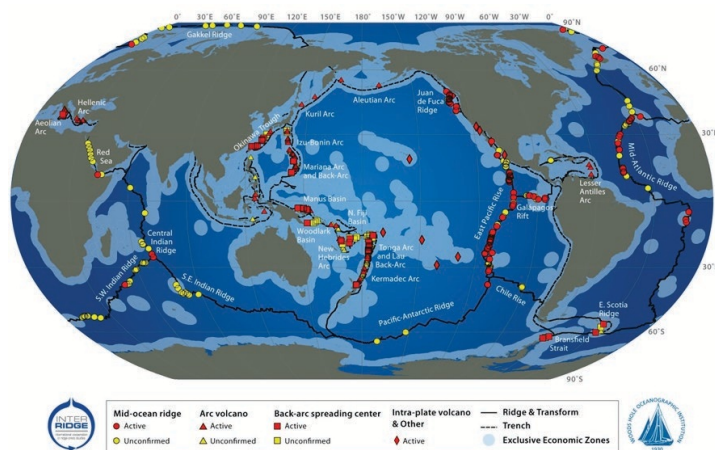 0˚
30˚
60˚
90˚
120˚
150˚
180˚
-150˚
-120˚
-90˚
-60˚
-30˚
0˚
90˚N
Gakkel Ridge
60˚N
Aleutian Arc
Juan
de Fuca
Ridge
Kuril Arc
Hellenic
Arc
Aeolian
Arc
Okinawa Trough
30˚N
Izu-Bonin Arc
Red
Sea
Mid-Atlantic Ridge
Mariana Arc
and Back-Arc
Lesser
Antilles Arc
Manus Basin
N. Fiji
Basin
Galapagos
Rift
0˚
East Pacific Rise
Woodlark
Basin
Central
Indian
Ridge
New
Hebrides
Arc
Tonga Arc
and Lau
Back-Arc
S.W. Indian Ridge
S.E. Indian Ridge
Kermadec Arc
Chile Rise
30˚S
Pacific-Antarctic Ridge
E. Scotia
Ridge
Bransfield
Strait
60˚S
90˚S
INTER
RIDGE
Mid-ocean ridge
Active
Unconfirmed
Arc volcano
Active
Unconfirmed
Back-arc spreading center
Active
Unconfirmed
Intra-plate volcano
& Other
Active
Ridge & Transform
Trench
Exclusive Economic Zones
WOODS HOLE OCEANOGRAPHIC INSTITUTION
1930